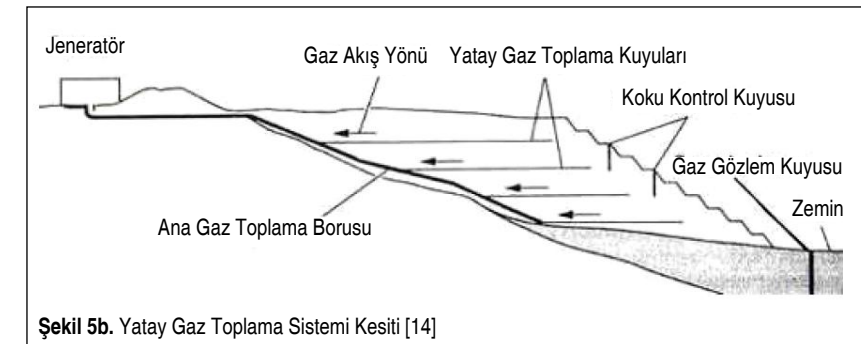 Jeneratör
Gaz Akış Yönü
Yatay Gaz Toplama Kuyuları
Koku Kontrol Kuyusu
Gaz Gözlem Kuyusu
Zemin
Ana Gaz Toplama Borusu
Şekil 5b. Yatay Gaz Toplama Sistemi Kesiti [14]